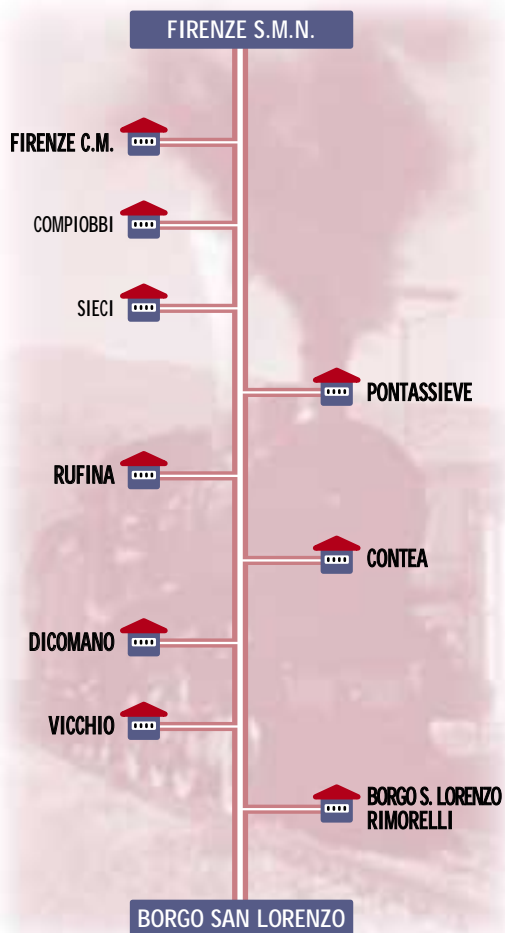 FIRENZE S.M.N.
FIRENZE C.M.
COMPIOBBI
SIECI
PONTASSIEVE
RUFINA
CONTEA
DICOMANO
VICCHIO
BORGO S. LORENZO
RIMORELLI
BORGO SAN LORENZO